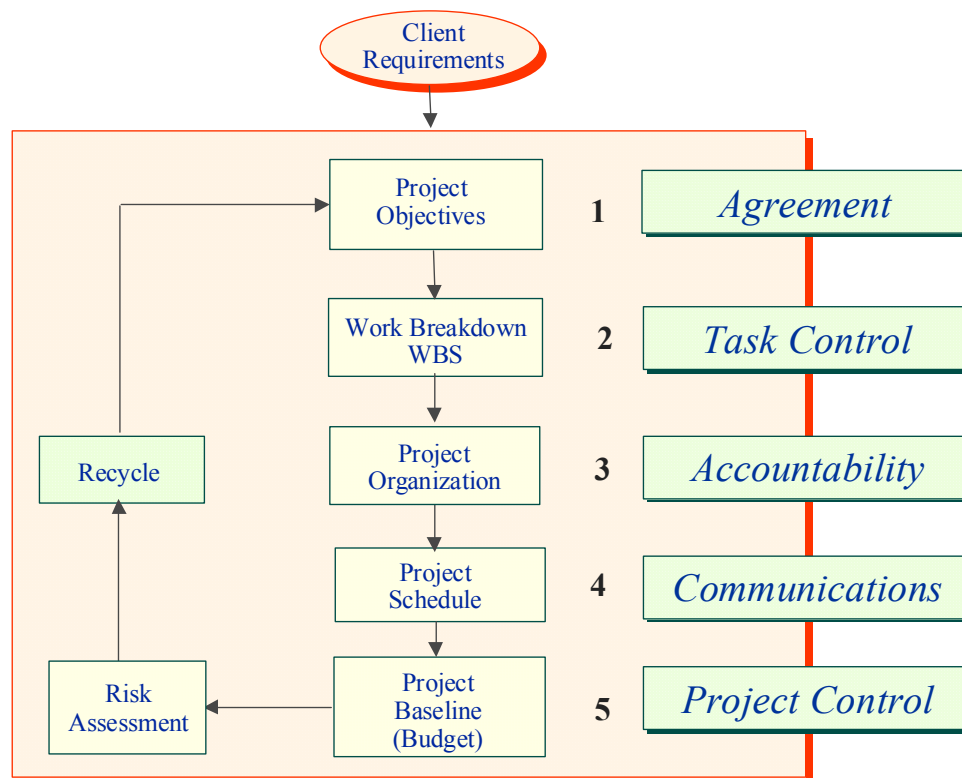 Client
Requirements
Project
Objectives
1
Agreement
Work Breakdown
WBS
2
Task Control
Recycle
Project
Organization
3
Accountability
Project
Schedule
4
Communications
Risk
Assessment
Project
Baseline
(Budget)
5
Project Control